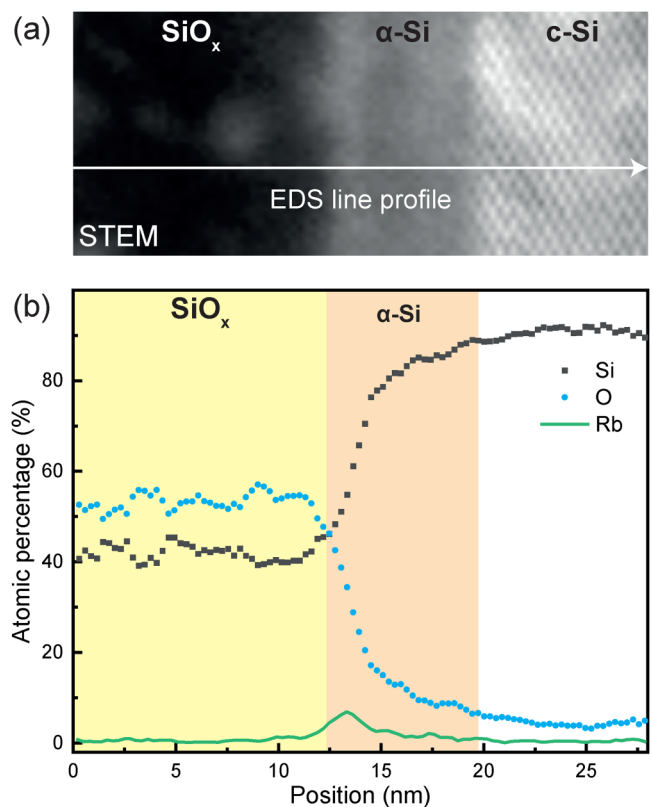 (a)
SiOx α-Si c-Si
EDS line profile
STEM
(b)
SiOx α-Si
Si
O
Rb
Atomic percentage (%)
80
60
40
20
0
0 5 10 15 20 25
Position (nm)